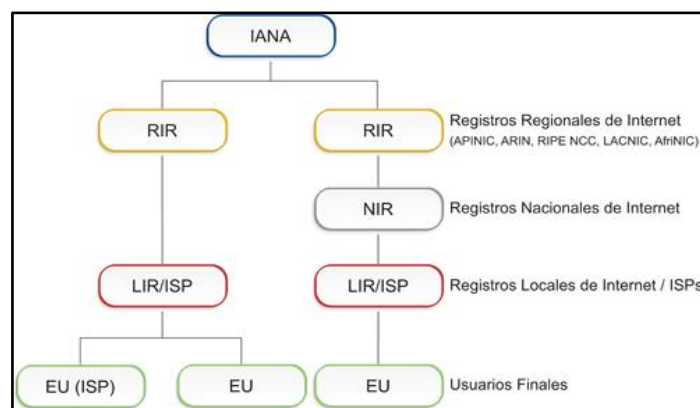 IANA
RIR
RIR
Registros Regionales de Internet
(APINIC, ARIN, RIPE NCC, LACNIC, AfriNIC)
NIR
Registros Nacionales de Internet
LIR/ISP
LIR/ISP
Registros Locales de Internet / ISPs
EU (ISP)
EU
EU
Usuarios Finales